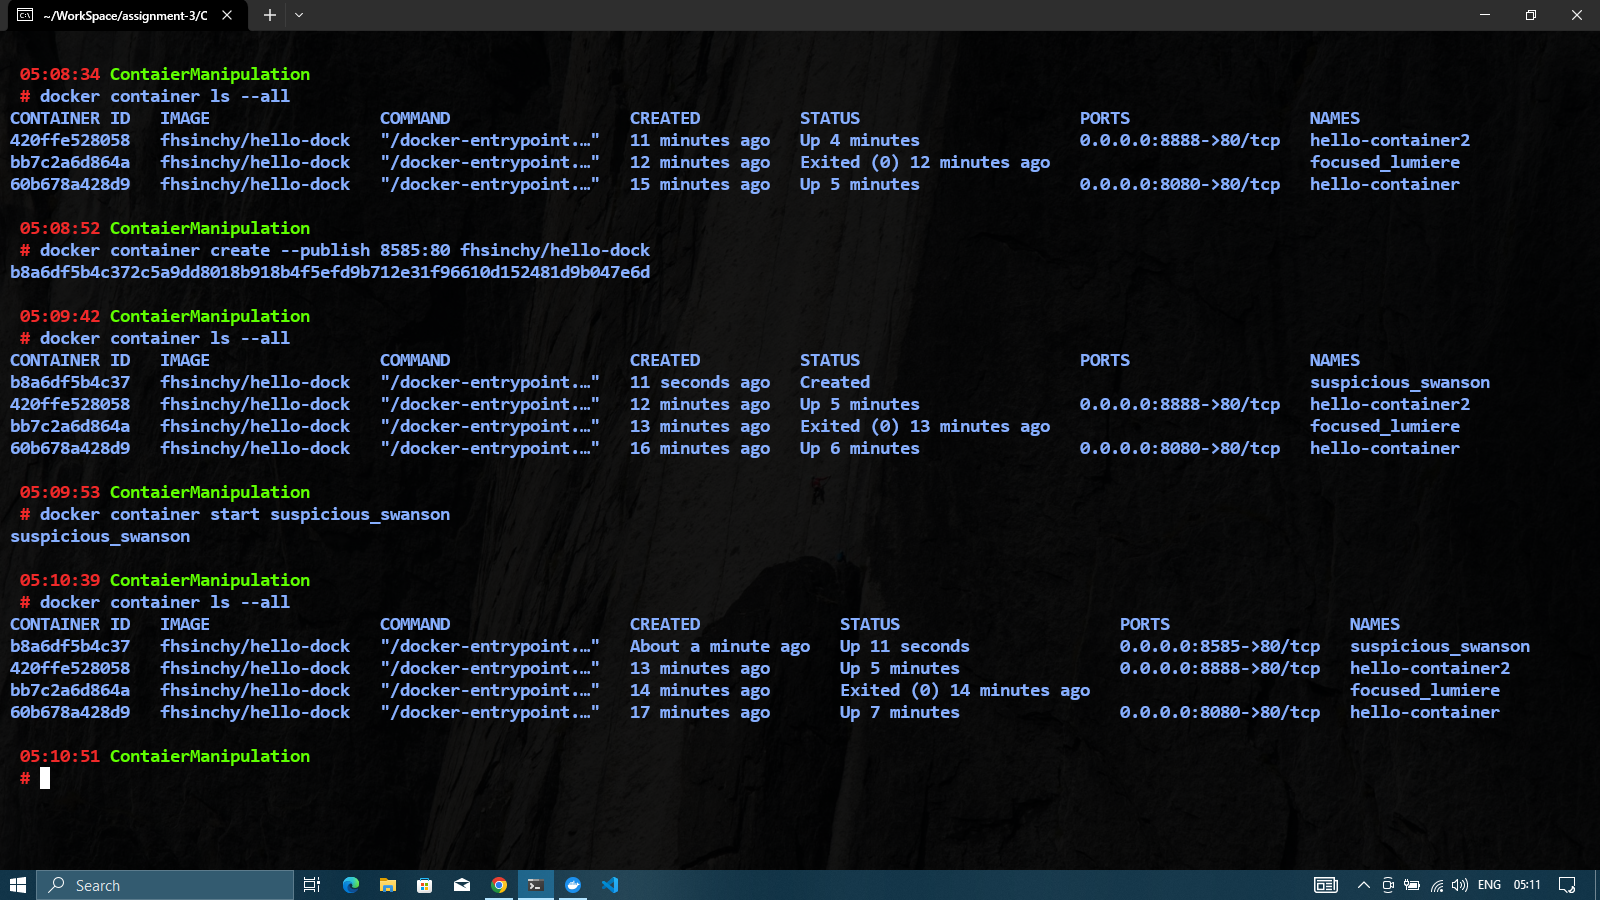 ~/WorkSpace/assignment-3/C
05:08:34 ContaierManipulation
# docker container ls --all
CONTAINER ID   IMAGE                 COMMAND                  CREATED          STATUS                      PORTS                  NAMES
420ffe528058   fhsinchy/hello-dock   "/docker-entrypoint.…"   11 minutes ago   Up 4 minutes                0.0.0.0:8888->80/tcp   hello-container2
bb7c2a6d864a   fhsinchy/hello-dock   "/docker-entrypoint.…"   12 minutes ago   Exited (0) 12 minutes ago                          focused_lumiere
60b678a428d9   fhsinchy/hello-dock   "/docker-entrypoint.…"   15 minutes ago   Up 5 minutes                0.0.0.0:8080->80/tcp   hello-container
05:08:52 ContaierManipulation
# docker container create --publish 8585:80 fhsinchy/hello-dock
b8a6df5b4c372c5a9dd8018b918b4f5efd9b712e31f96610d152481d9b047e6d
05:09:42 ContaierManipulation
# docker container ls --all
CONTAINER ID   IMAGE                 COMMAND                  CREATED          STATUS                      PORTS                  NAMES
b8a6df5b4c37   fhsinchy/hello-dock   "/docker-entrypoint.…"   11 seconds ago   Created                                            suspicious_swanson
420ffe528058   fhsinchy/hello-dock   "/docker-entrypoint.…"   12 minutes ago   Up 5 minutes                0.0.0.0:8888->80/tcp   hello-container2
bb7c2a6d864a   fhsinchy/hello-dock   "/docker-entrypoint.…"   13 minutes ago   Exited (0) 13 minutes ago                          focused_lumiere
60b678a428d9   fhsinchy/hello-dock   "/docker-entrypoint.…"   16 minutes ago   Up 6 minutes                0.0.0.0:8080->80/tcp   hello-container
05:09:53 ContaierManipulation
# docker container start suspicious_swanson
suspicious_swanson
05:10:39 ContaierManipulation
# docker container ls --all
CONTAINER ID   IMAGE                 COMMAND                  CREATED              STATUS                      PORTS                  NAMES
b8a6df5b4c37   fhsinchy/hello-dock   "/docker-entrypoint.…"   About a minute ago   Up 11 seconds               0.0.0.0:8585->80/tcp   suspicious_swanson
420ffe528058   fhsinchy/hello-dock   "/docker-entrypoint.…"   13 minutes ago       Up 5 minutes                0.0.0.0:8888->80/tcp   hello-container2
bb7c2a6d864a   fhsinchy/hello-dock   "/docker-entrypoint.…"   14 minutes ago       Exited (0) 14 minutes ago                          focused_lumiere
60b678a428d9   fhsinchy/hello-dock   "/docker-entrypoint.…"   17 minutes ago       Up 7 minutes                0.0.0.0:8080->80/tcp   hello-container
05:10:51 ContaierManipulation
#
Search
ENG 05:11